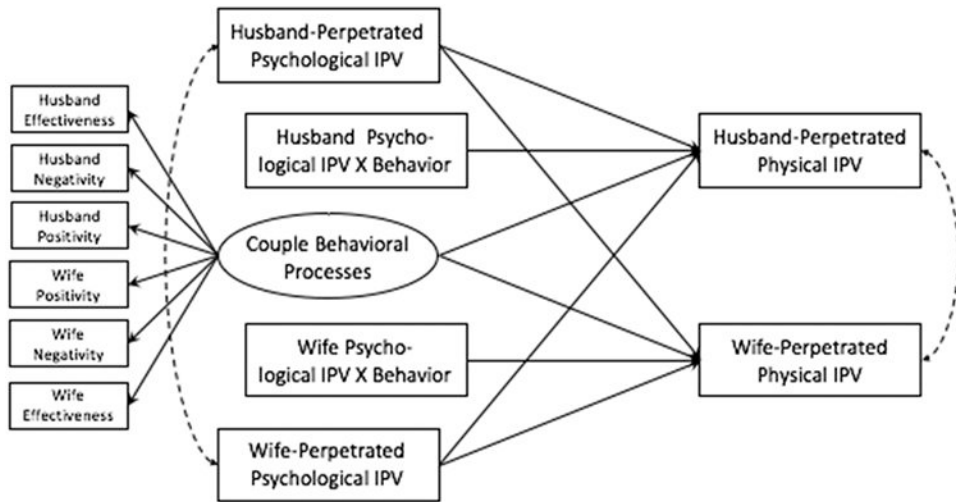 Husband
Effectiveness
Husband
Negativity
Husband
Positivity
Wife
Positivity
Wife
Negativity
Wife
Effectiveness
Husband-Perpetrated
Psychological IPV
Husband Psycho-
logical IPV X Behavior
Couple Behavioral
Processes
Wife Psycho-
logical IPV X Behavior
Wife-Perpetrated
Psychological IPV
Husband-Perpetrated
Physical IPV
Wife-Perpetrated
Physical IPV